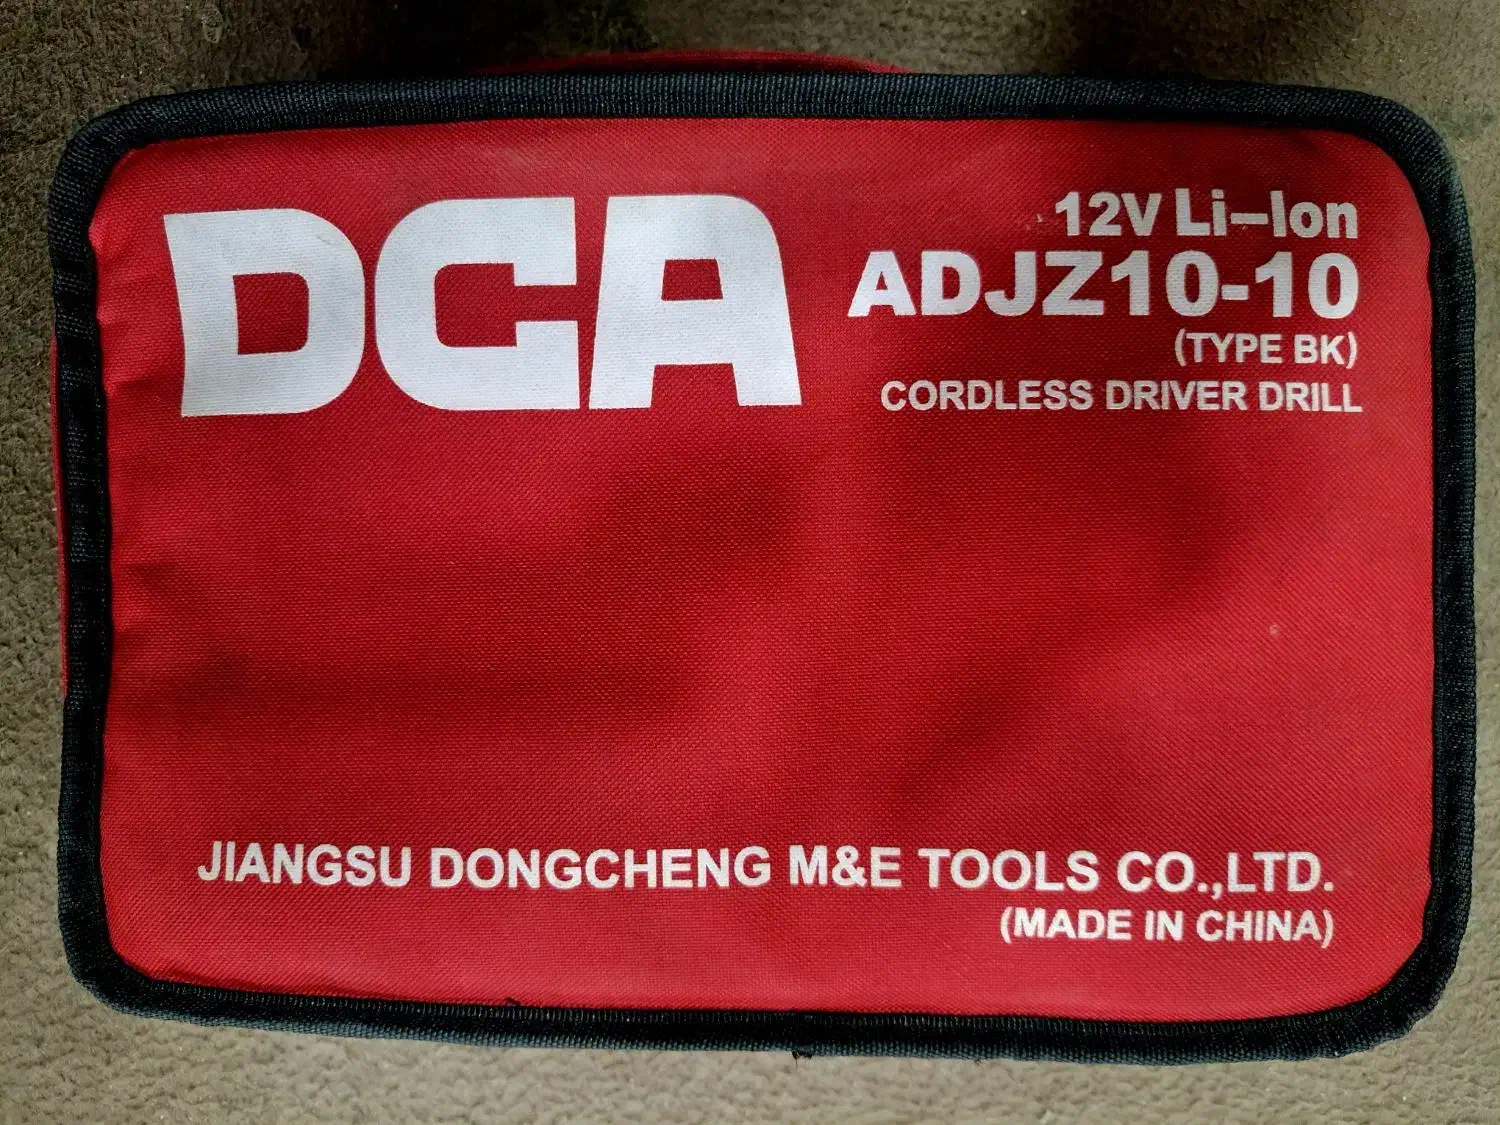 DCA
12V Li-Ion
ADJZ10-10
(TYPE BK)
CORDLESS DRIVER DRILL
JIANGSU DONGCHENG M&E TOOLS CO.,LTD.
(MADE IN CHINA)